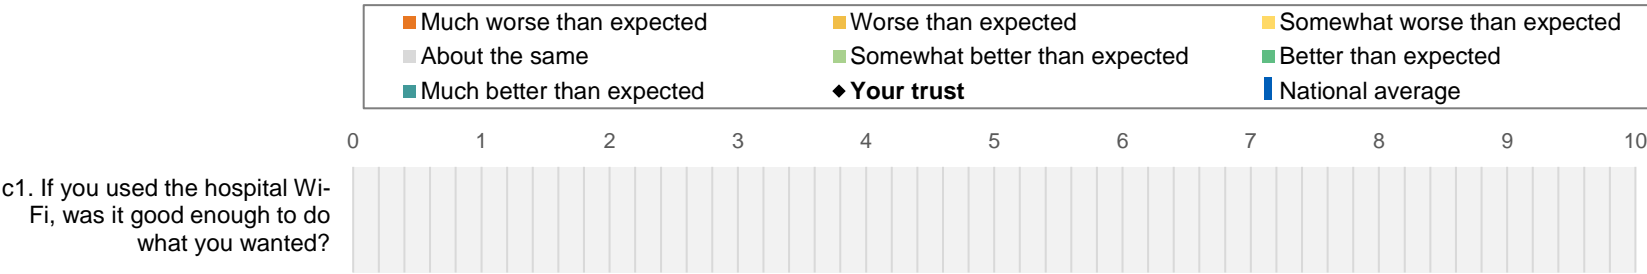 Much worse than expected Worse than expected Somewhat worse than expected
About the same Somewhat better than expected Better than expected
Much better than expected Your trust National average
0 1 2 3 4 5 6 7 8 9 10
c1. If you used the hospital Wi-
Fi, was it good enough to do
what you wanted?